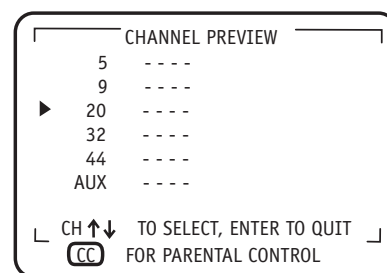 CHANNEL PREVIEW
5 - - - -
9 - - - -
▶ 20 - - - -
32 - - - -
44 - - - -
AUX - - - -
CH ↑↓ TO SELECT, ENTER TO QUIT
CC FOR PARENTAL CONTROL